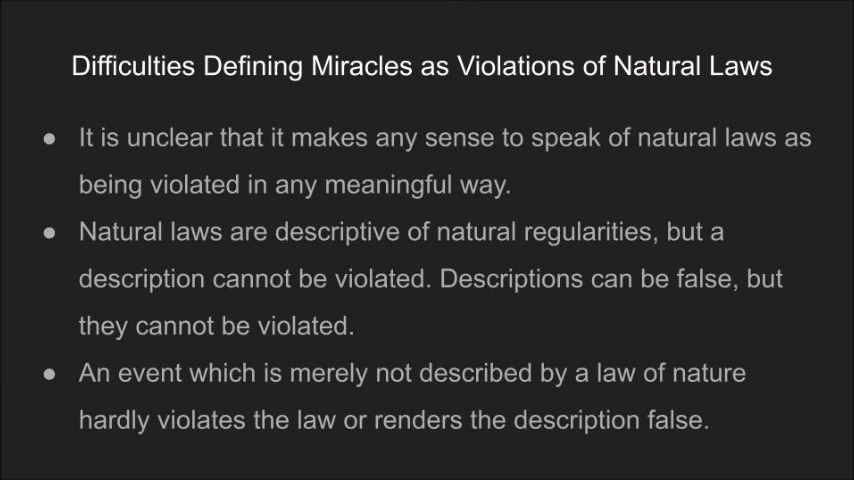 Difficulties Defining Miracles as Violations of Natural Laws
● It is unclear that it makes any sense to speak of natural laws as
being violated in any meaningful way.
● Natural laws are descriptive of natural regularities, but a
description cannot be violated. Descriptions can be false, but
they cannot be violated.
● An event which is merely not described by a law of nature
hardly violates the law or renders the description false.